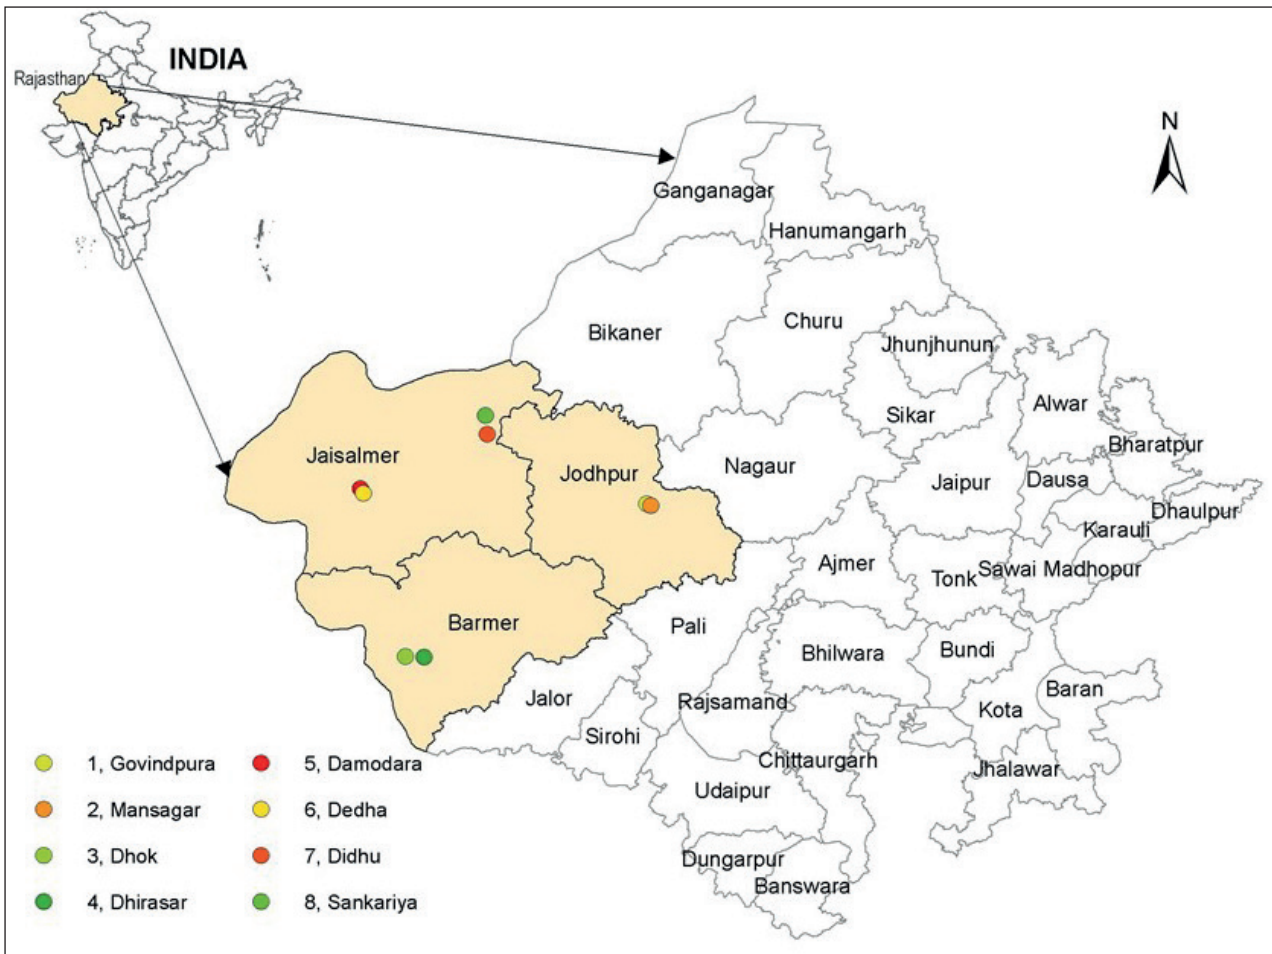 INDIA
Rajasthan
N
Ganganagar
Hanumangarh
Bikaner
Churu
Jhunjhunun
Sikar
Alwar
Bharatpur
Jaisalmer
Jodhpur
Nagaur
Jaipur
Dausa
Dhaulpur
Karauli
Ajmer
Tonk
Sawai Madhopur
Barmer
Pali
Bhilwara
Bundi
Jalor
Rajsamand
Kota
Baran
Sirohi
Chittaurgarh
Jhalawar
Udaipur
Dungarpur
Banswara
1, Govindpura
2, Mansagar
3, Dhok
4, Dhirasar
5, Damodara
6, Dedha
7, Didhu
8, Sankariya